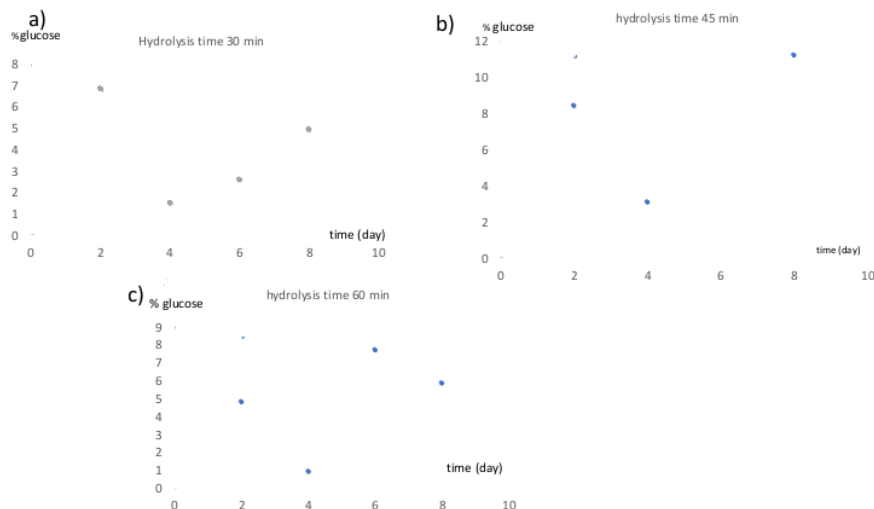 a)
%glucose
Hydrolysis time 30 min
8
7
6
5
4
3
2
1
0
time (day)
0 2 4 6 8 10
b)
%glucose
hydrolysis time 45 min
12
10
8
6
4
2
0
time (day)
0 2 4 8 10
c)
% glucose
hydrolysis time 60 min
9
8
7
6
5
4
3
2
1
0
time (day)
0 2 4 6 8 10